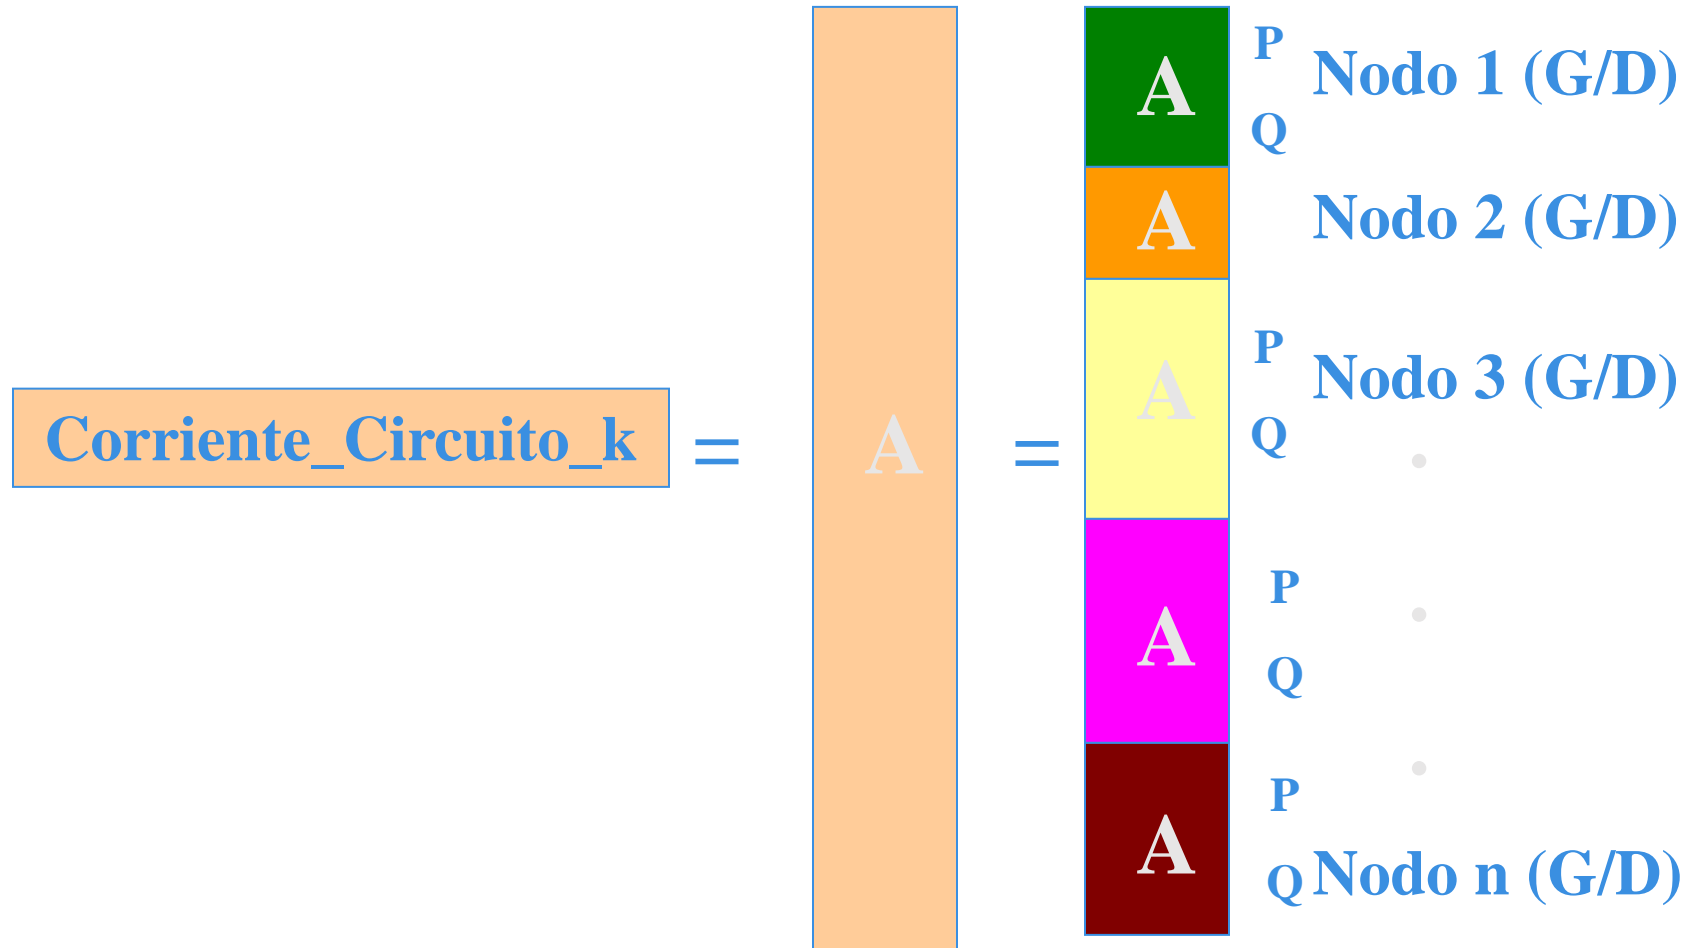 P
A Nodo 1 (G/D)
Q
A Nodo 2 (G/D)
P
A Nodo 3 (G/D)
Q
Corriente_Circuito_k = A =
P
A
Q
P
A
Q Nodo n (G/D)